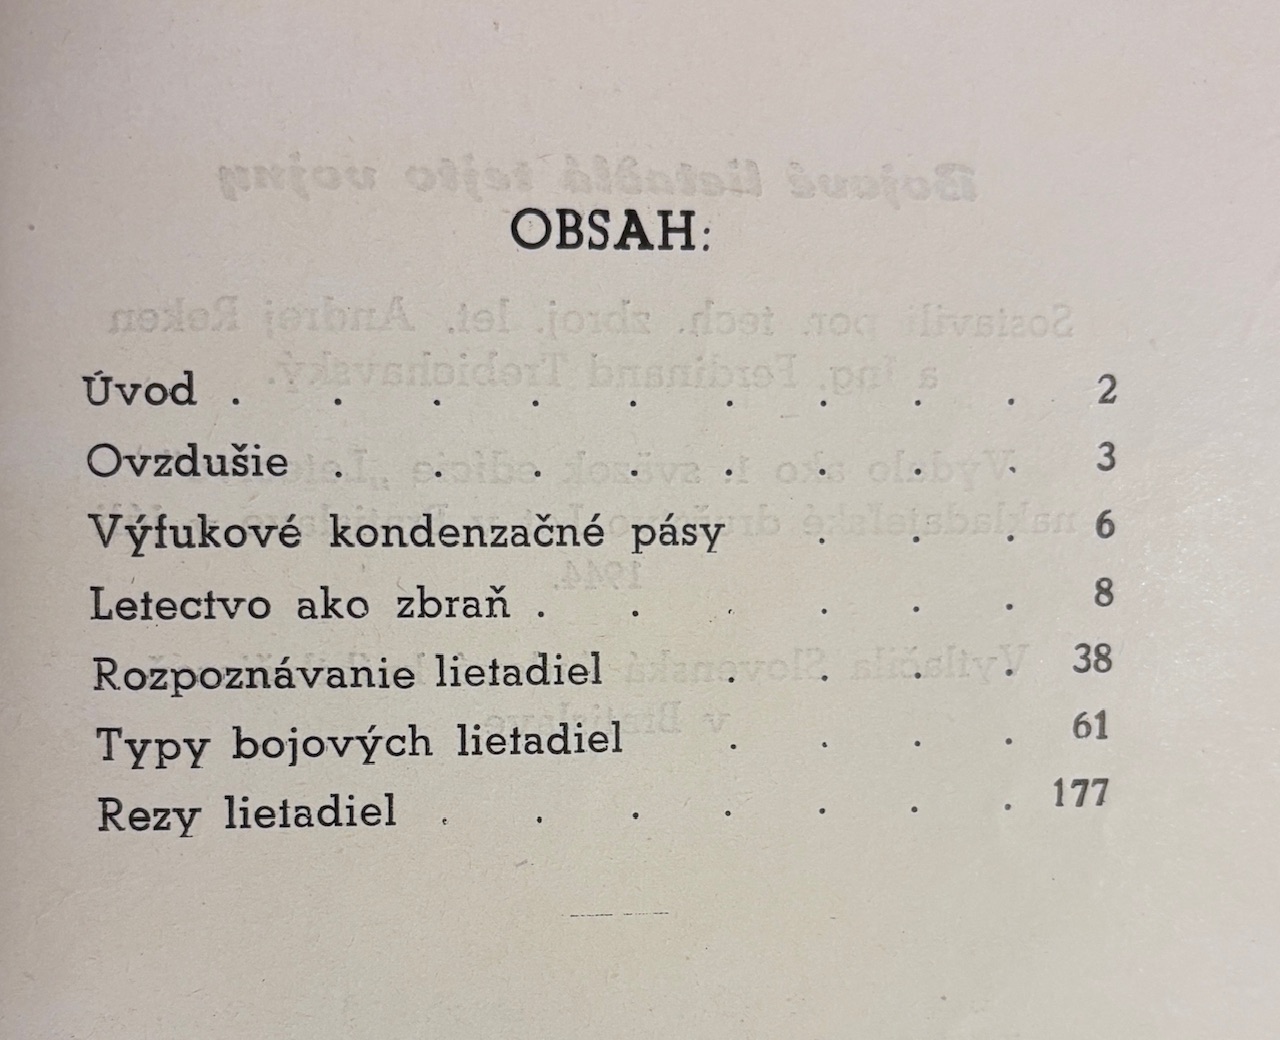 OBSAH:
Úvod . . . . . . . . . 2
Ovzdušie . . . . . . . . 3
Výfukové kondenzačné pásy . . . 6
Letectvo ako zbraň . . . . . . 8
Rozpoznávanie lietadiel . . . . 38
Typy bojových lietadiel . . . . 61
Rezy lietadiel . . . . . . . 177